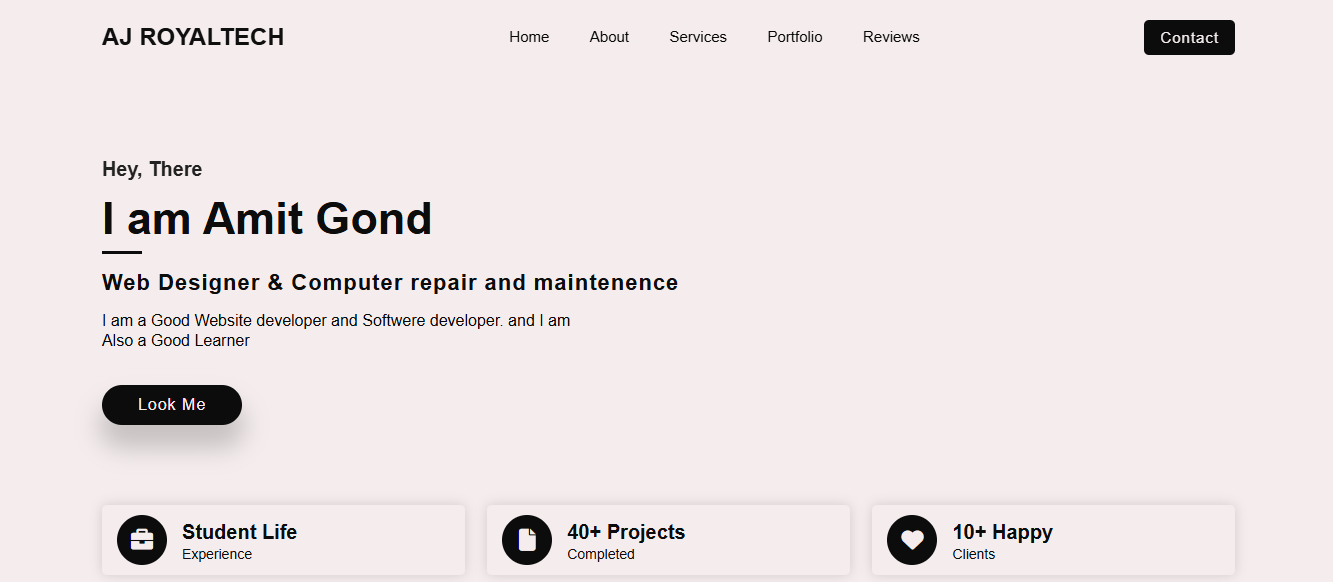 AJ ROYALTECH
Home About Services Portfolio Reviews
Contact
Hey, There
I am Amit Gond
Web Designer & Computer repair and maintenence
I am a Good Website developer and Softwere developer. and I am
Also a Good Learner
Look Me
Student Life
Experience
40+ Projects
Completed
10+ Happy
Clients